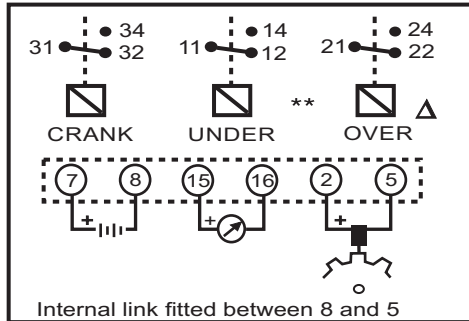 34 14 24
31 32 11 12 21 22
** Δ
CRANK UNDER OVER
7 8 15 16 2 5
+ + +
Internal link fitted between 8 and 5